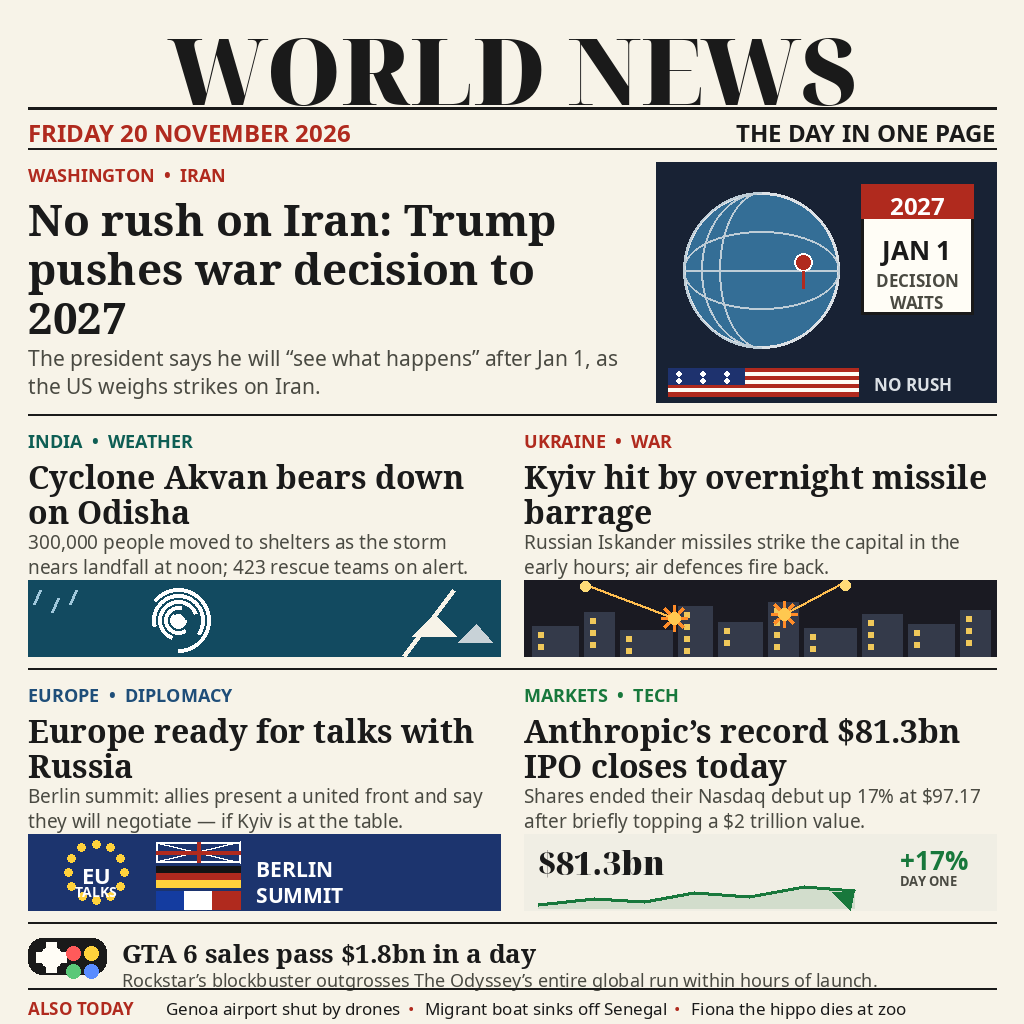 WORLD NEWS
FRIDAY 20 NOVEMBER 2026
THE DAY IN ONE PAGE
WASHINGTON • IRAN
No rush on Iran: Trump
pushes war decision to
2027
The president says he will “see what happens” after Jan 1, as
the US weighs strikes on Iran.
2027
JAN 1
DECISION
WAITS
NO RUSH
INDIA • WEATHER
Cyclone Akvan bears down
on Odisha
300,000 people moved to shelters as the storm
nears landfall at noon; 423 rescue teams on alert.
UKRAINE • WAR
Kyiv hit by overnight missile
barrage
Russian Iskander missiles strike the capital in the
early hours; air defences fire back.
EUROPE • DIPLOMACY
Europe ready for talks with
Russia
Berlin summit: allies present a united front and say
they will negotiate — if Kyiv is at the table.
EU
TALKS
BERLIN
SUMMIT
MARKETS • TECH
Anthropic’s record $81.3bn
IPO closes today
Shares ended their Nasdaq debut up 17% at $97.17
after briefly topping a $2 trillion value.
$81.3bn
+17%
DAY ONE
GTA 6 sales pass $1.8bn in a day
Rockstar’s blockbuster outgrosses The Odyssey’s entire global run within hours of launch.
ALSO TODAY Genoa airport shut by drones • Migrant boat sinks off Senegal • Fiona the hippo dies at zoo